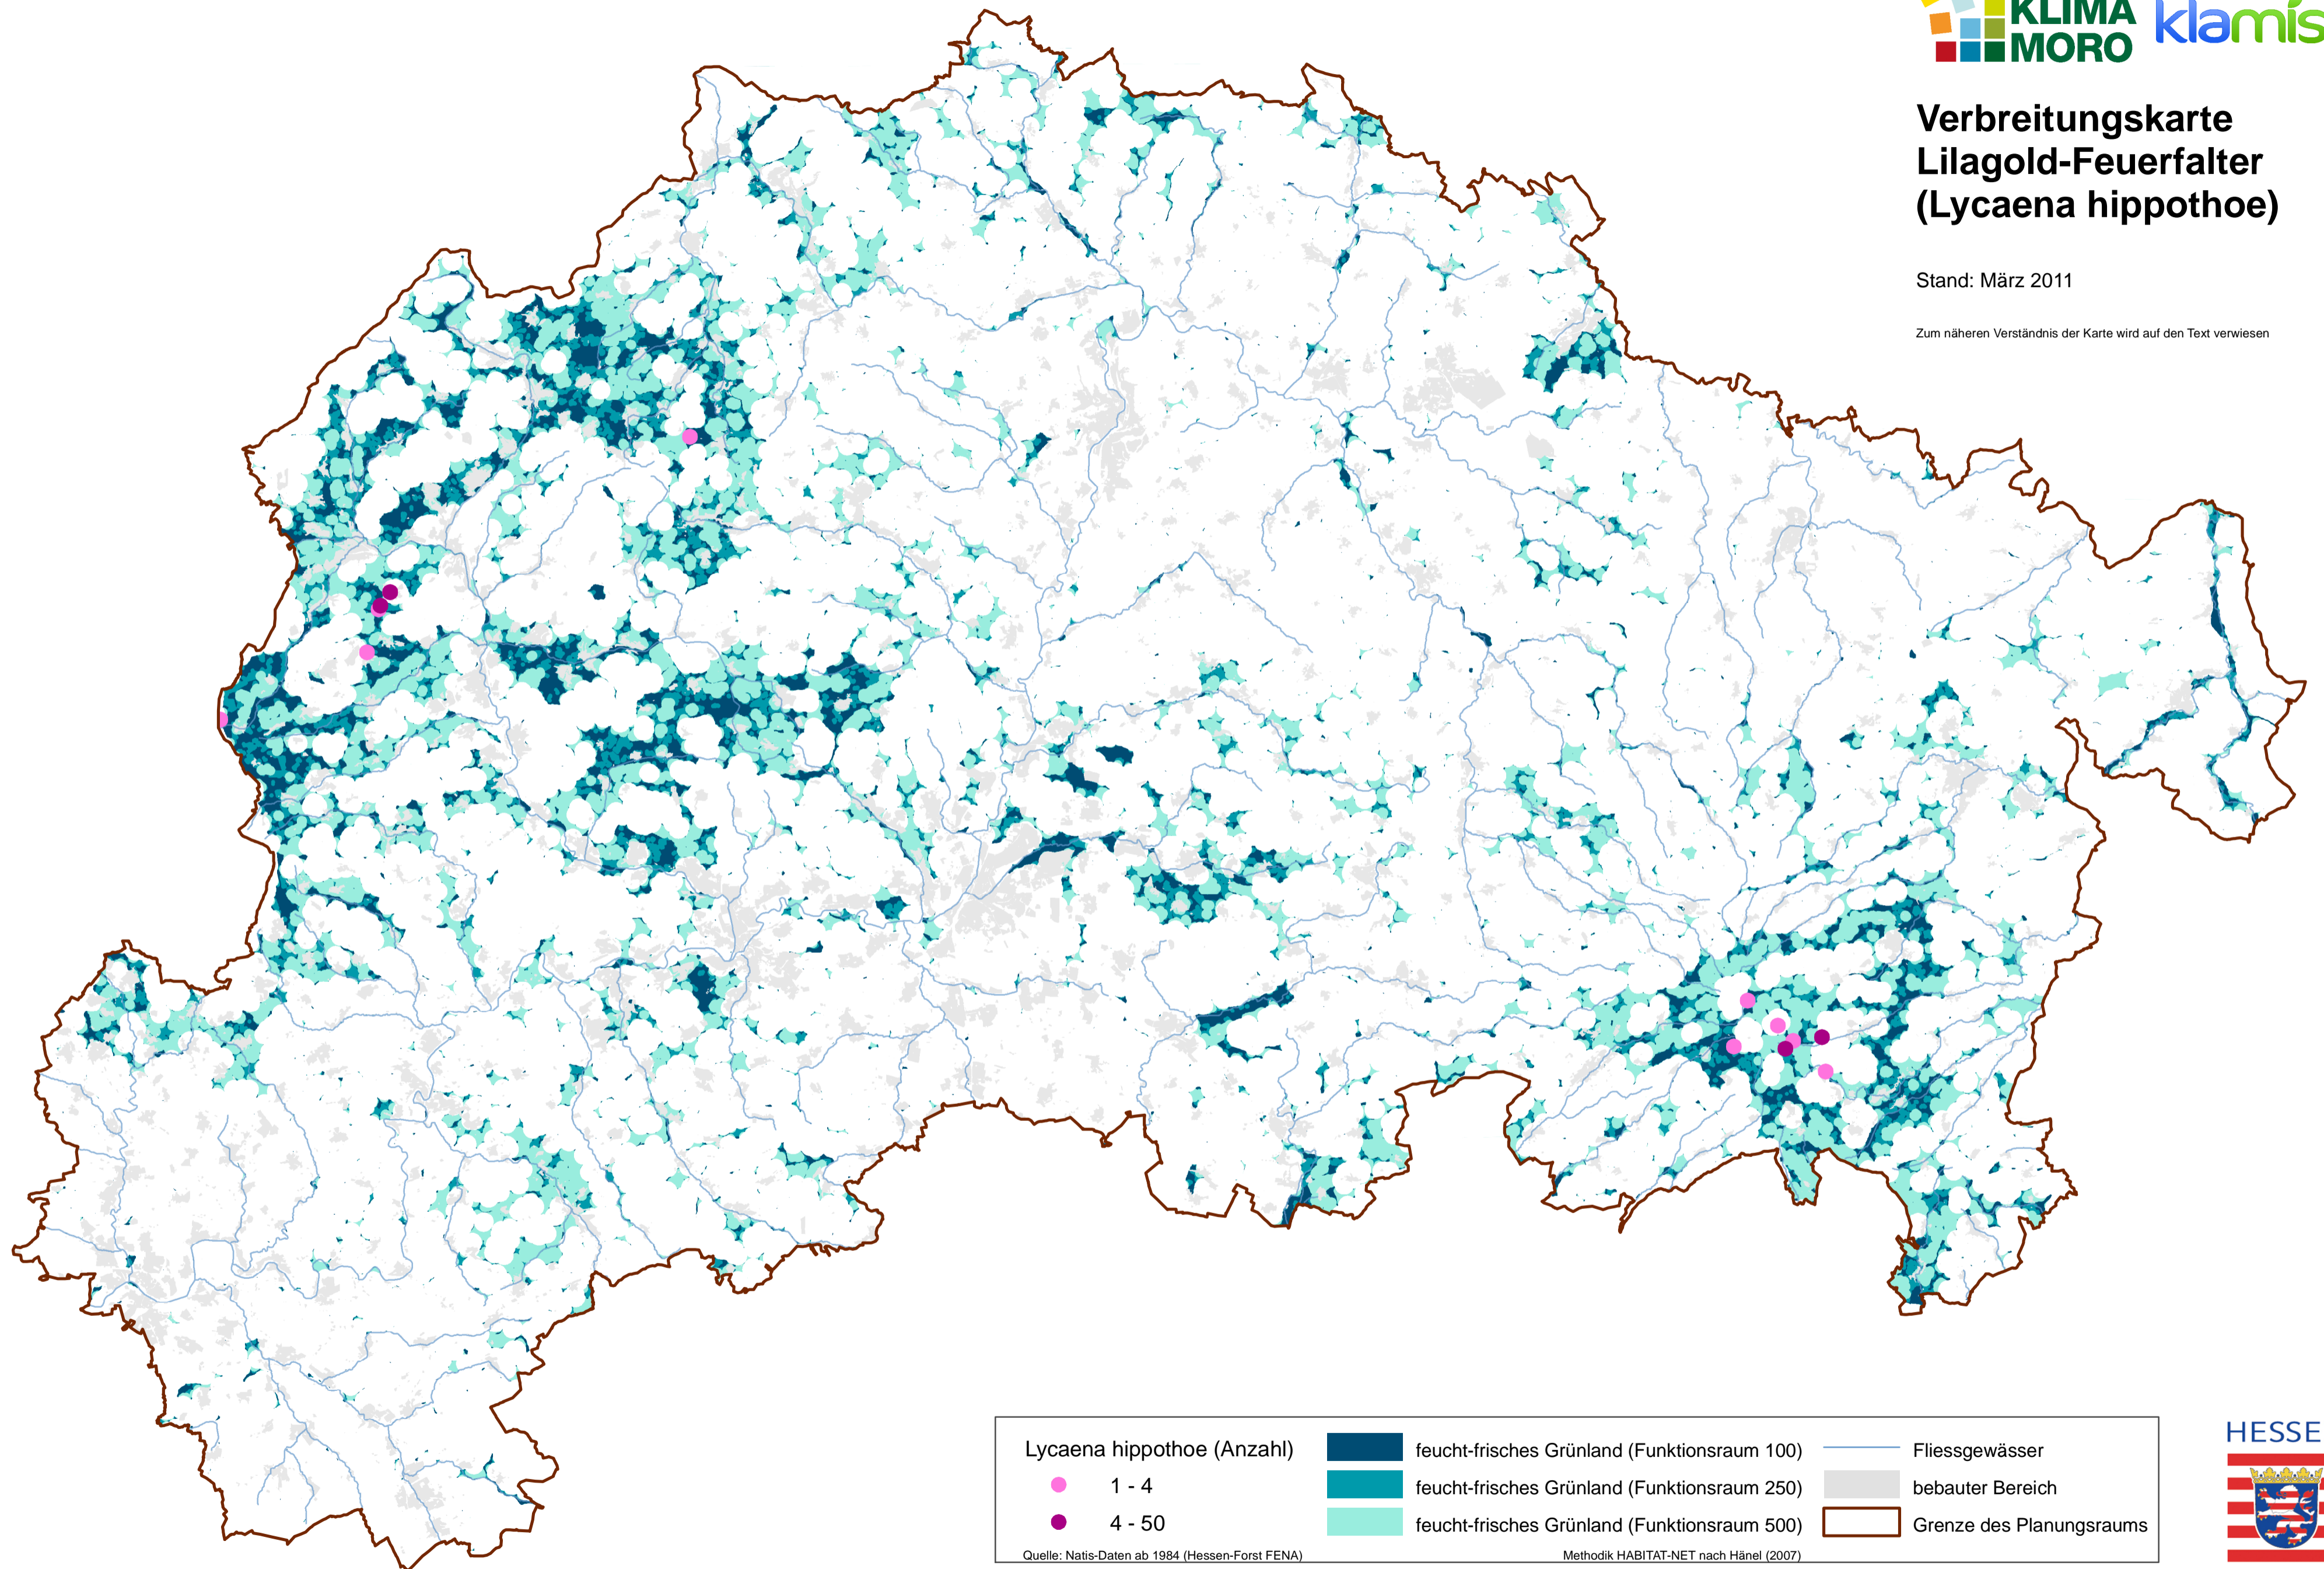 KLIMA
MORO
klamis
Verbreitungskarte
Lilagold-Feuerfalter
(Lycaena hippothoe)
Stand: März 2011
Zum näheren Verständnis der Karte wird auf den Text verwiesen
Lycaena hippothoe (Anzahl)
1 - 4
4 - 50
Quelle: Natis-Daten ab 1984 (Hessen-Forst FENA)
feucht-frisches Grünland (Funktionsraum 100)
feucht-frisches Grünland (Funktionsraum 250)
feucht-frisches Grünland (Funktionsraum 500)
Methodik HABITAT-NET nach Hänel (2007)
Fliessgewässer
bebauter Bereich
Grenze des Planungsraums
HESSE